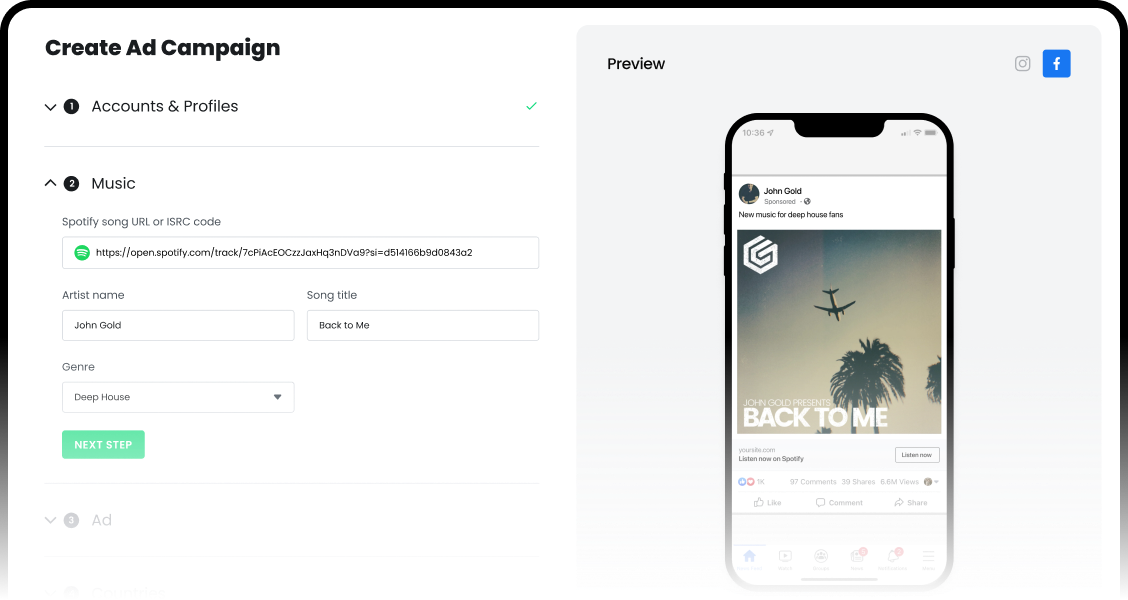 Create Ad Campaign
1 Accounts & Profiles
2 Music
Spotify song URL or ISRC code
https://open.spotify.com/track/7cPiAcEOCzzJaxHq3nDVa9?si=d514166b9d0843a2
Artist name
Song title
John Gold
Back to Me
Genre
Deep House
NEXT STEP
3 Ad
Countries
Preview
10:36
John Gold
Sponsored ·
New music for deep house fans
JOHN GOLD PRESENTS
BACK TO ME
yoursite.com
Listen now on Spotify
Listen now
1K
97 Comments 39 Shares 6.6M Views
Like Comment Share